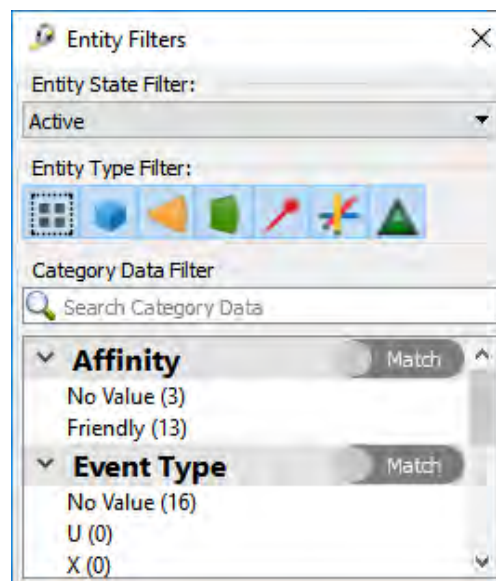 Entity Filters
Entity State Filter:
Active
Entity Type Filter:
Category Data Filter
Search Category Data
Affinity Match
No Value (3)
Friendly (13)
Event Type Match
No Value (16)
U (0)
X (0)